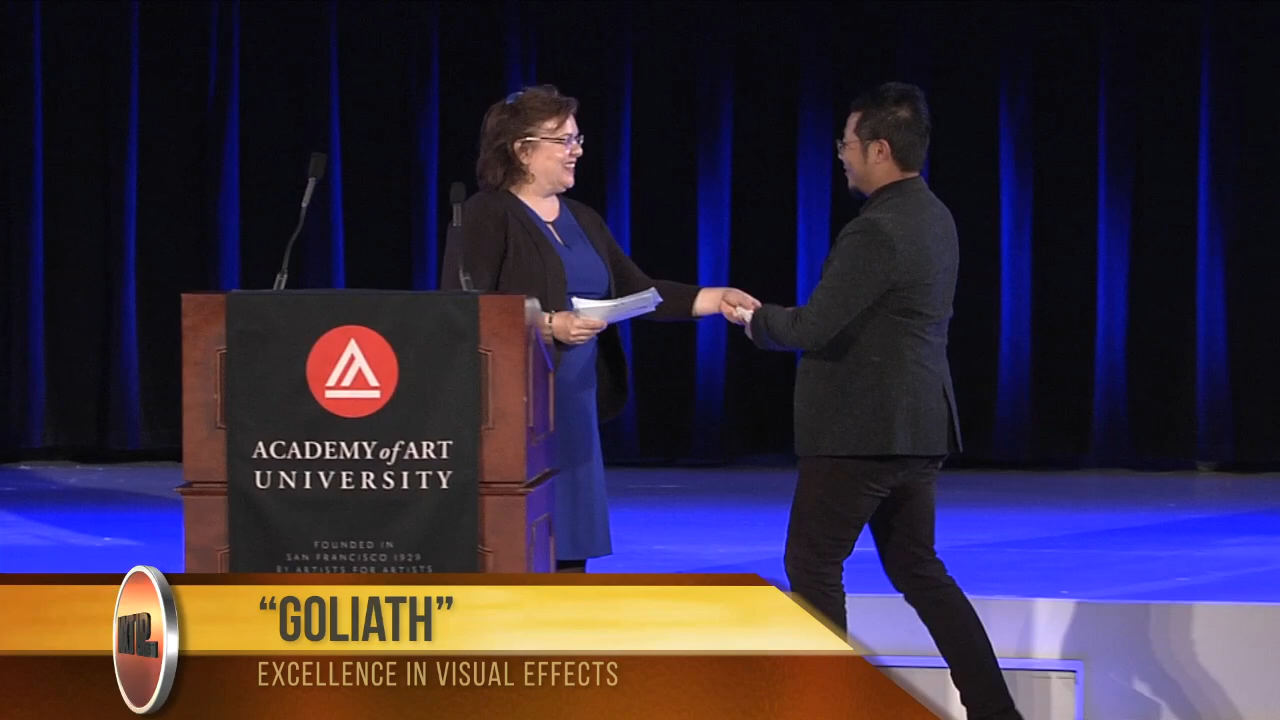 ACADEMY of ART
UNIVERSITY
FOUNDED IN
SAN FRANCISCO 1929
BY ARTISTS FOR ARTISTS
“GOLIATH”
EXCELLENCE IN VISUAL EFFECTS